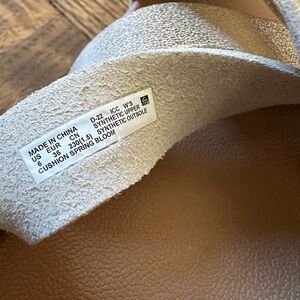 MADE IN CHINA D-22 ICC W'S
US EUR CN SYNTHETIC UPPER
6 36 230(1.5) SYNTHETIC OUTSOLE
CUSHION SPRING BLOOM